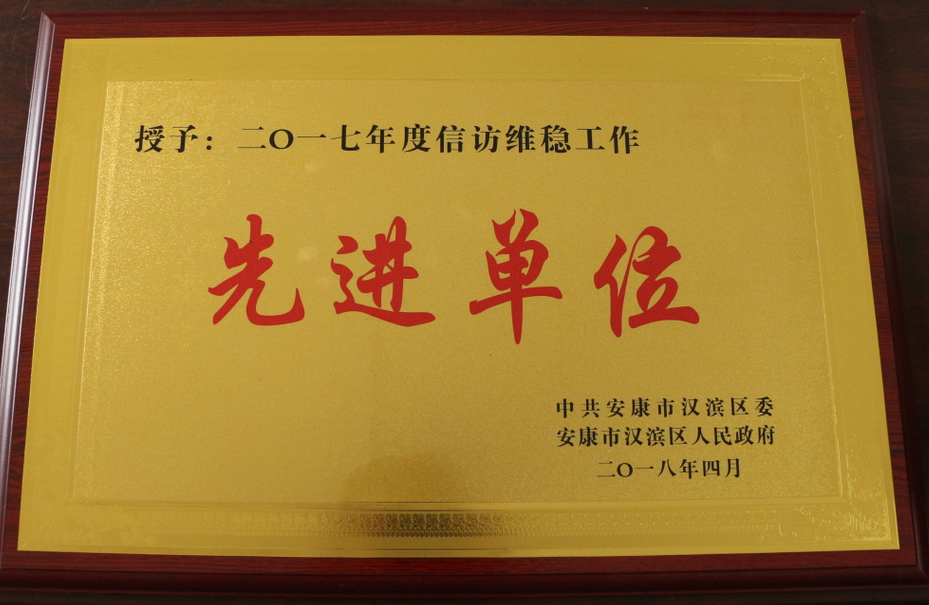 授予：二〇一七年度信访维稳工作
先进单位
中共安康市汉滨区委
安康市汉滨区人民政府
二〇一八年四月